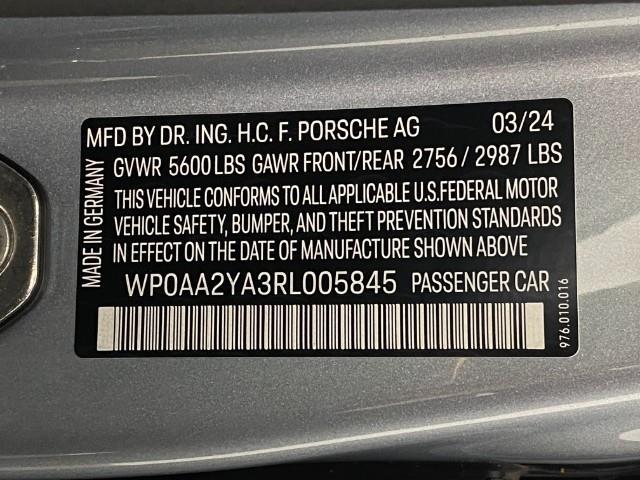 MADE IN GERMANY
MFD BY DR. ING. H.C. F. PORSCHE AG 03/24
GVWR 5600 LBS GAWR FRONT/REAR 2756 / 2987 LBS
THIS VEHICLE CONFORMS TO ALL APPLICABLE U.S.FEDERAL MOTOR
VEHICLE SAFETY, BUMPER, AND THEFT PREVENTION STANDARDS
IN EFFECT ON THE DATE OF MANUFACTURE SHOWN ABOVE
WP0AA2YA3RL005845 PASSENGER CAR
976.010.016